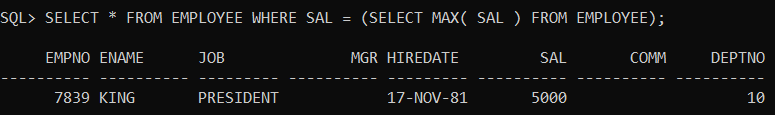 SQL> SELECT * FROM EMPLOYEE WHERE SAL = (SELECT MAX( SAL ) FROM EMPLOYEE);
     EMPNO ENAME      JOB              MGR HIREDATE         SAL       COMM     DEPTNO
---------- ---------- --------- ---------- --------- ---------- ---------- ----------
      7839 KING       PRESIDENT            17-NOV-81       5000                    10